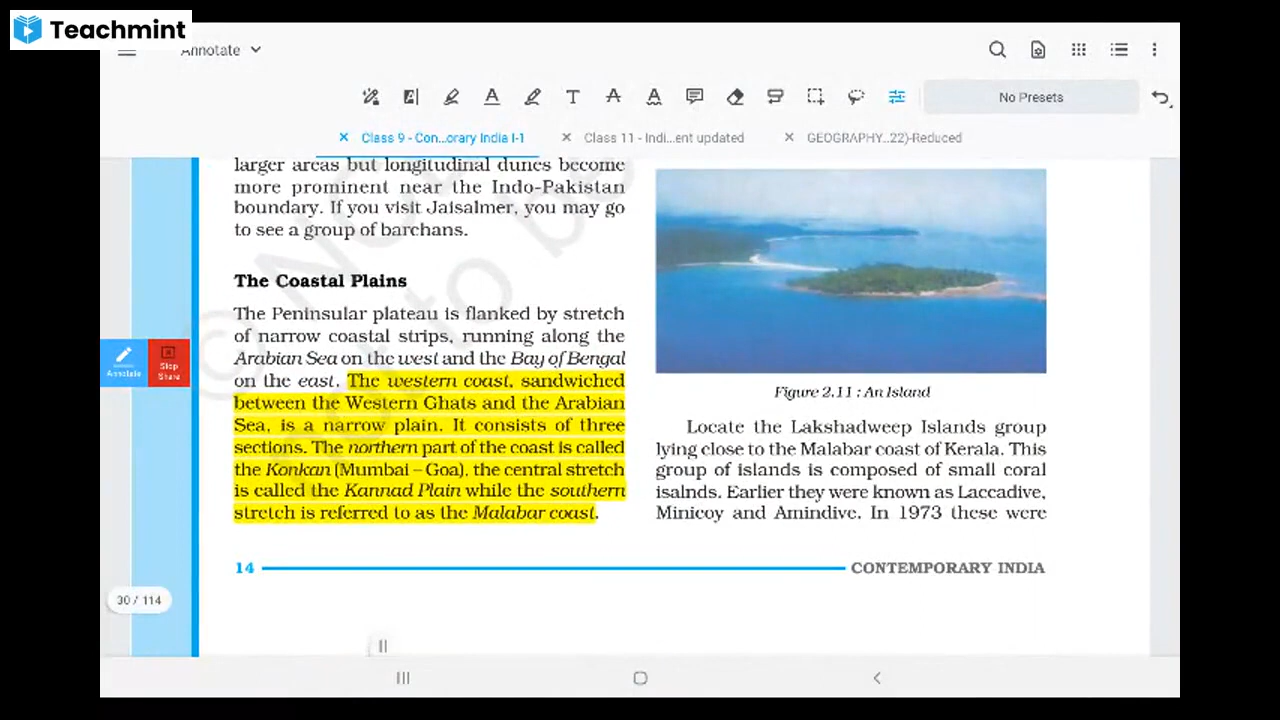 Teachmint
Annotate
No Presets
Class 9 - Con...orary India I-1
Class 11 - Indi...ent updated
GEOGRAPHY...22)-Reduced
larger areas but longitudinal dunes become
more prominent near the Indo-Pakistan
boundary. If you visit Jaisalmer, you may go
to see a group of barchans.
The Coastal Plains
The Peninsular plateau is flanked by stretch
of narrow coastal strips, running along the
Arabian Sea on the west and the Bay of Bengal
on the east. The western coast, sandwiched
between the Western Ghats and the Arabian
Sea, is a narrow plain. It consists of three
sections. The northern part of the coast is called
the Konkan (Mumbai – Goa), the central stretch
is called the Kannad Plain while the southern
stretch is referred to as the Malabar coast.
Figure 2.11 : An Island
Locate the Lakshadweep Islands group
lying close to the Malabar coast of Kerala. This
group of islands is composed of small coral
isalnds. Earlier they were known as Laccadive,
Minicoy and Amindive. In 1973 these were
14
CONTEMPORARY INDIA
Annotate
Stop
Share
30 / 114